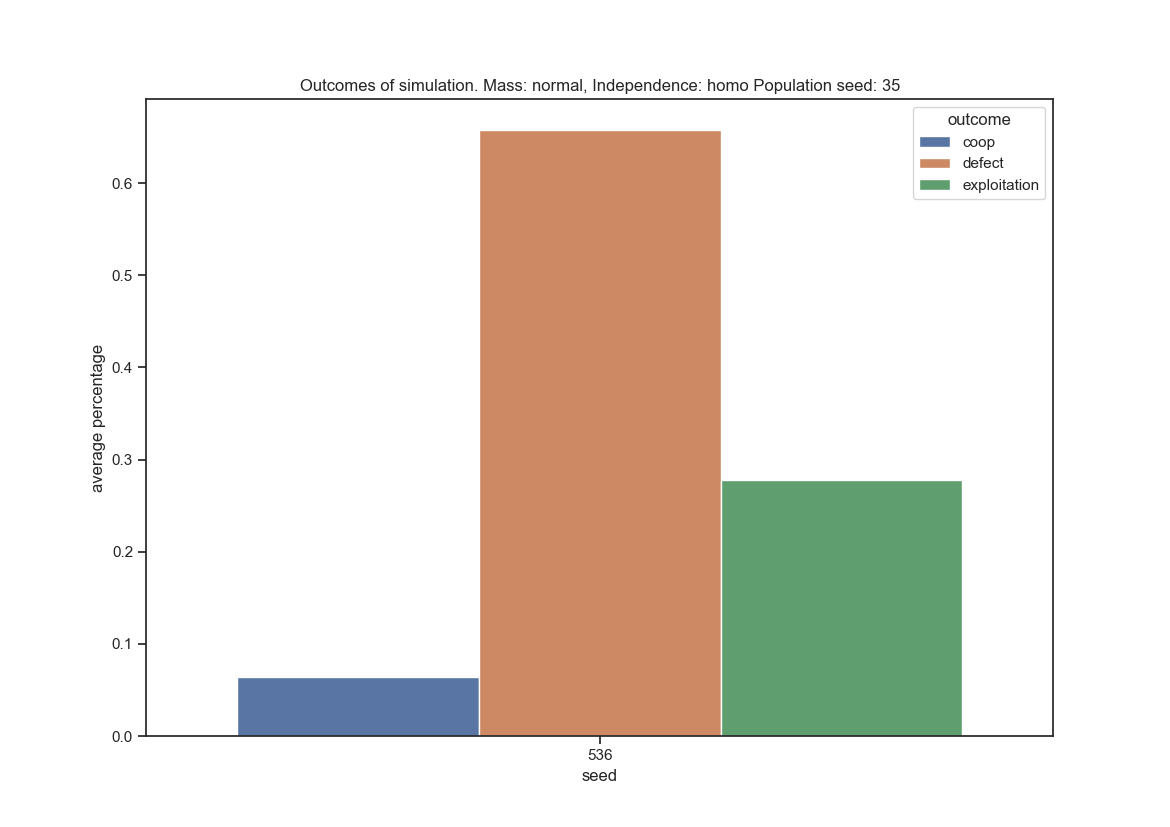 Outcomes of simulation. Mass: normal, Independence: homo Population seed: 35
outcome
coop
defect
exploitation
average percentage
0.6
0.5
0.4
0.3
0.2
0.1
0.0
536
seed